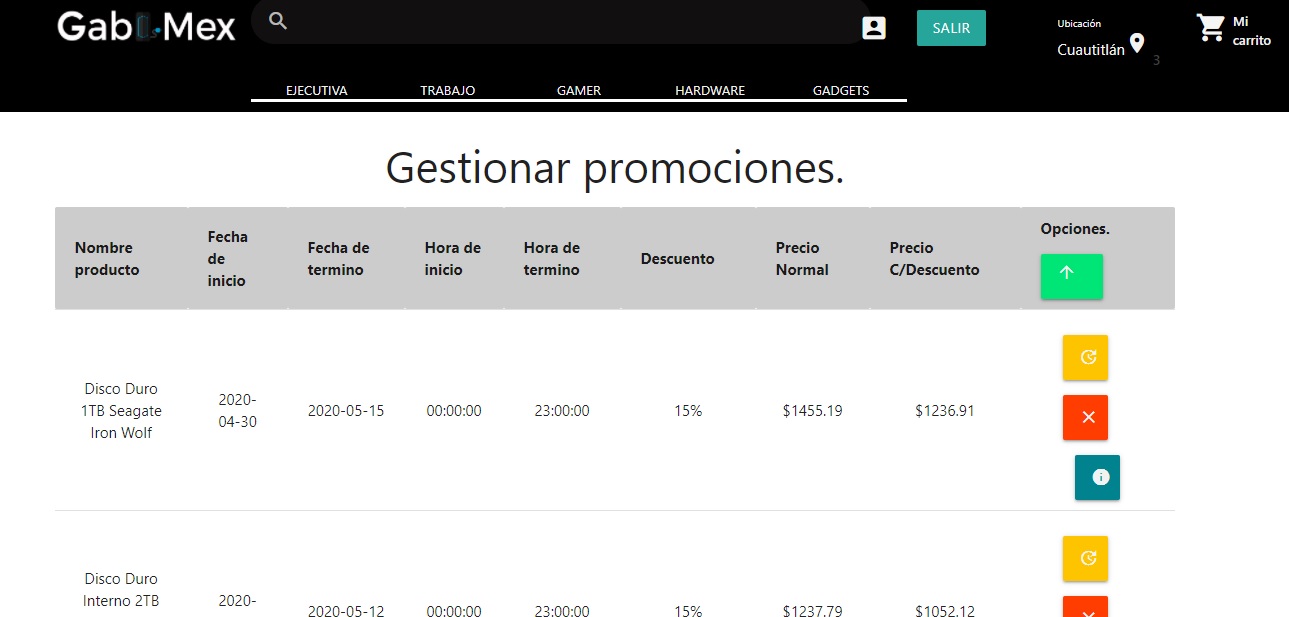 Gab Mex
SALIR
Ubicación
Cuautitlán
3
Mi
carrito
EJECUTIVA TRABAJO GAMER HARDWARE GADGETS
Gestionar promociones.
Nombre
producto
Fecha
de
inicio
Fecha de
termino
Hora de
inicio
Hora de
termino
Descuento
Precio
Normal
Precio
C/Descuento
Opciones.
Disco Duro
1TB Seagate
Iron Wolf
2020-
04-30
2020-05-15
00:00:00
23:00:00
15%
$1455.19
$1236.91
Disco Duro
Interno 2TB
2020-
2020-05-12
00:00:00
23:00:00
15%
$1237.79
$1052.12